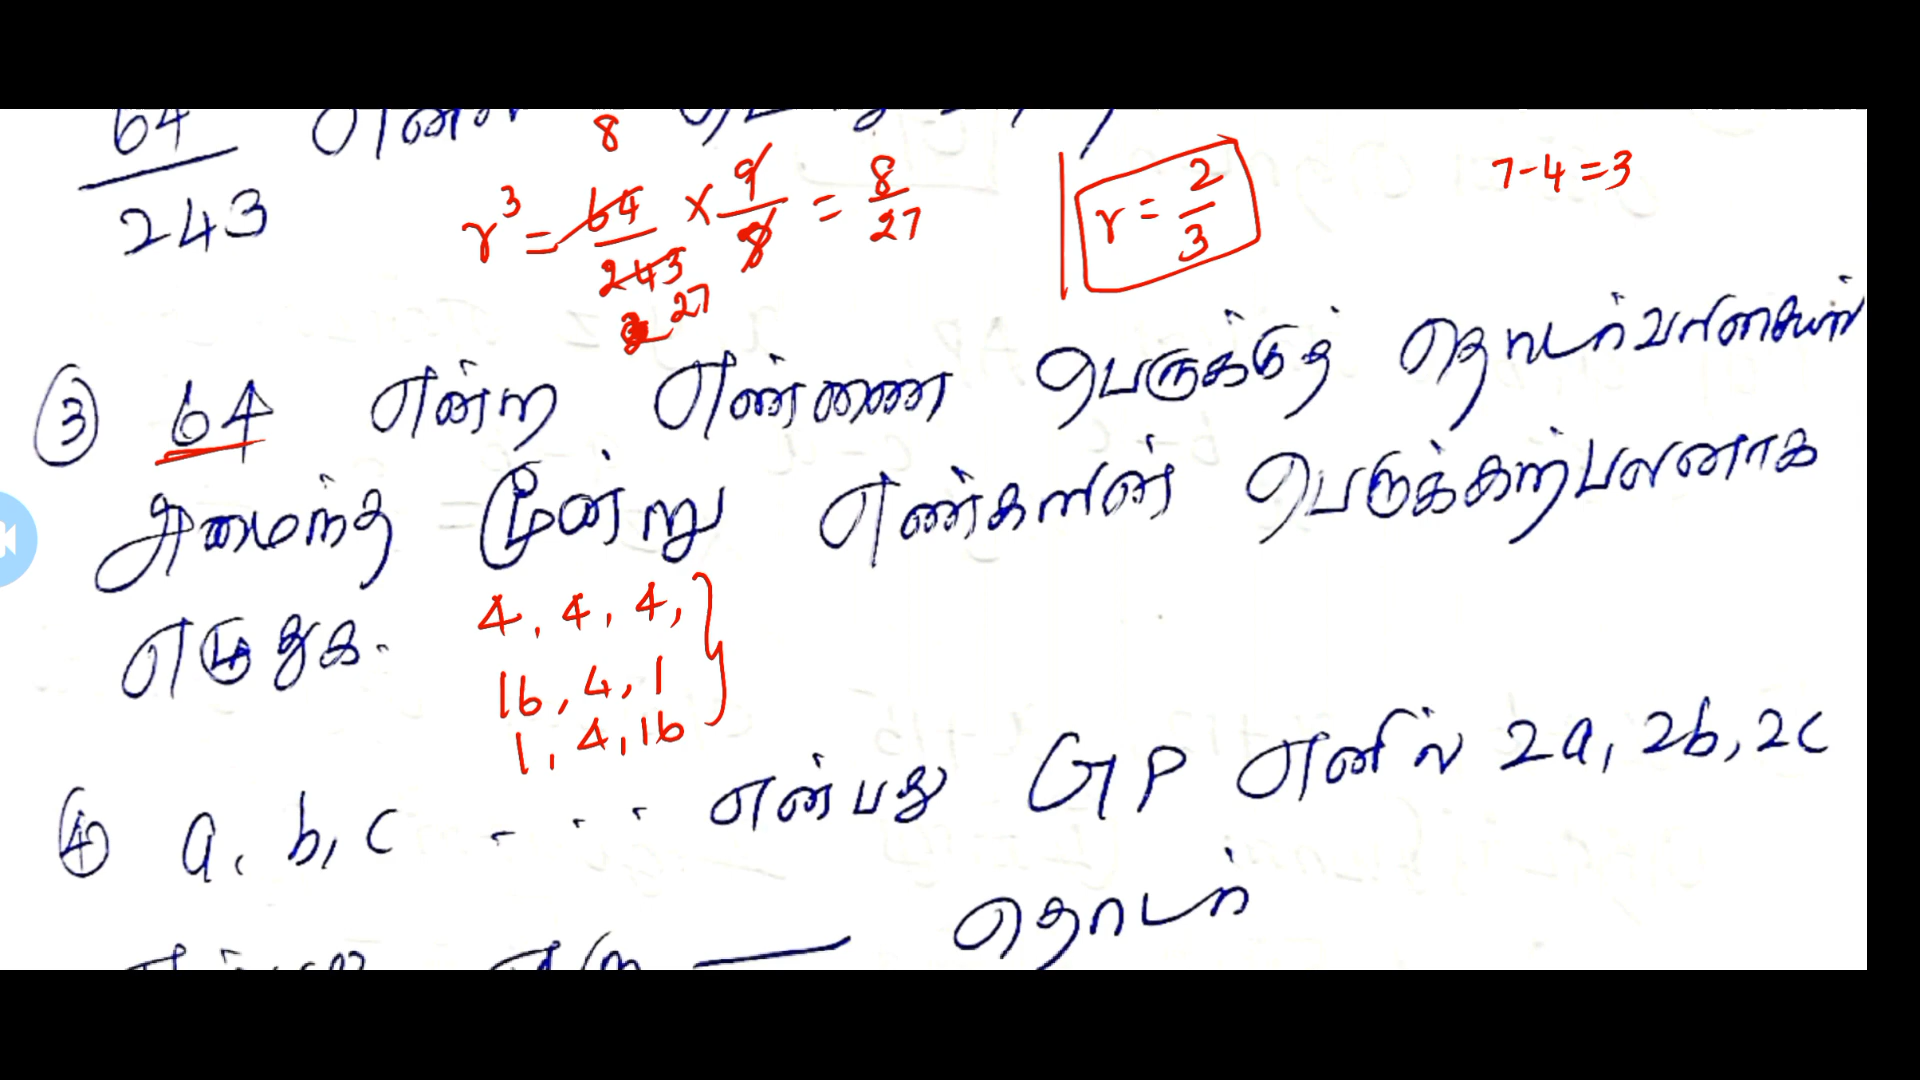 64
243
r³ = 64/243 × 9/8 = 8/27
8
27
r = 2/3
7-4=3
③ 64 என்ற எண்ணை பெருக்குத் தொடர்வரிசையில்
அமைந்த மூன்று எண்களின் பெருக்கற்பலனாக
எழுதுக.
4, 4, 4,
16, 4, 1
1, 4, 16
④ a, b, c - . . . என்பது GP எனில் 2a, 2b, 2c
தொடர்